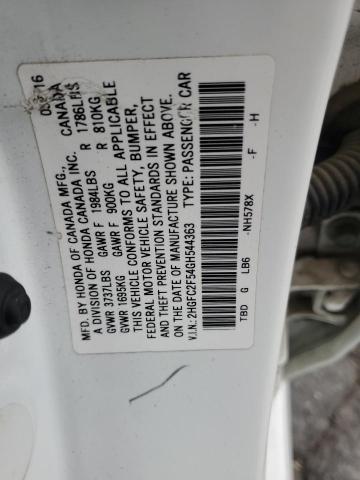 MFD. BY HONDA OF CANADA MFG.,
A DIVISION OF HONDA CANADA INC., CANADA 16
GVWR 3737LBS GAWR F 1984LBS R 1786LBS
GVWR 1695KG GAWR F 900KG R 810KG
THIS VEHICLE CONFORMS TO ALL APPLICABLE
FEDERAL MOTOR VEHICLE SAFETY, BUMPER,
AND THEFT PREVENTION STANDARDS IN EFFECT
ON THE DATE OF MANUFACTURE SHOWN ABOVE.
V.I.N.: 2HGFC2F54GH544363 TYPE: PASSENGER CAR
TBD G LB6 -NH578X -F -H